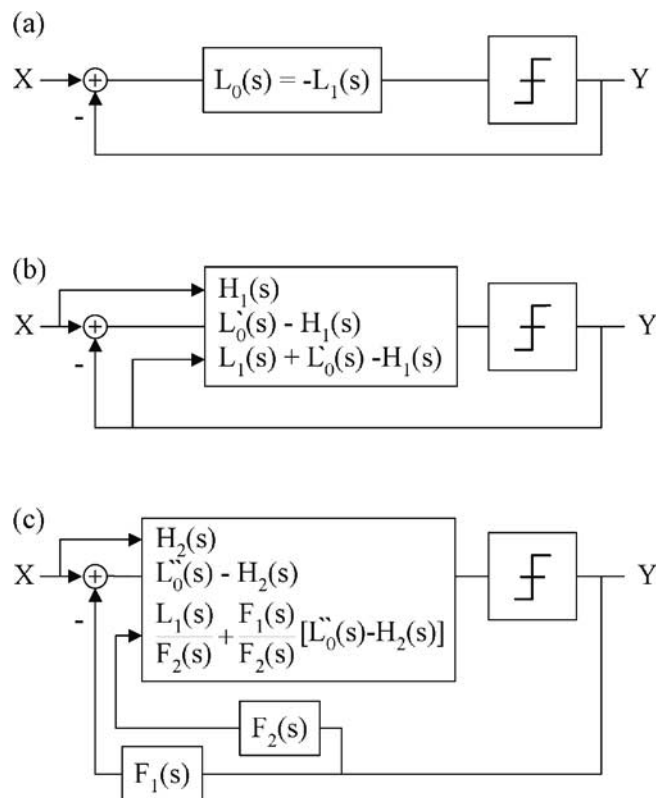 (a)
X + L₀(s) = -L₁(s) Y
-
(b)
H₁(s)
X + L`₀(s) - H₁(s) Y
- L₁(s) + L`₀(s) -H₁(s)
(c)
H₂(s)
X + L``₀(s) - H₂(s) Y
- L₁(s)/F₂(s) + F₁(s)/F₂(s) [L``₀(s)-H₂(s)]
F₂(s)
F₁(s)